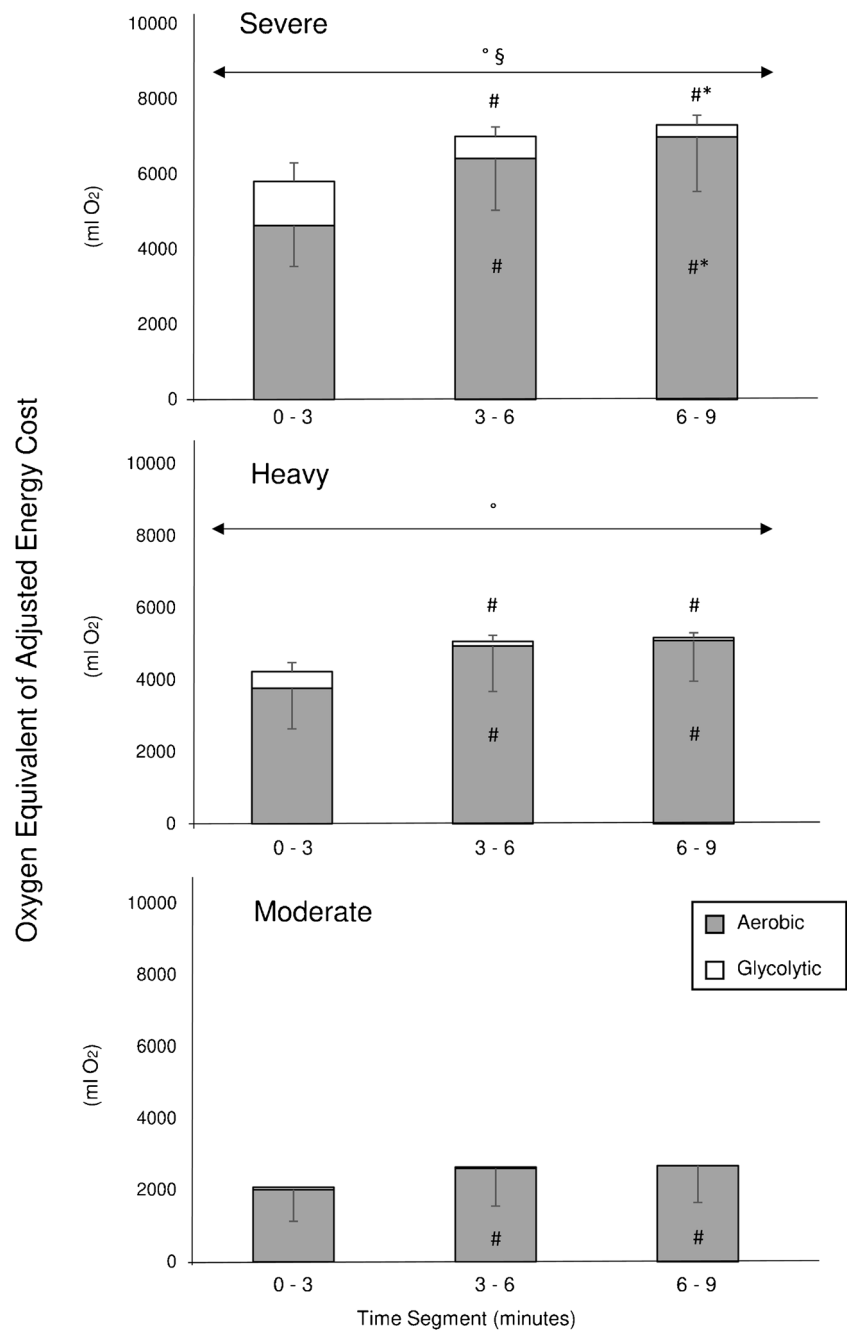 Oxygen Equivalent of Adjusted Energy Cost
Severe
(ml O2)
10000
8000
6000
4000
2000
0
° §
#
#*
#
#*
0 - 3
3 - 6
6 - 9
Heavy
(ml O2)
10000
8000
6000
4000
2000
0
°
#
#
#
#
0 - 3
3 - 6
6 - 9
Moderate
(ml O2)
10000
8000
6000
4000
2000
0
Aerobic
Glycolytic
#
#
0 - 3
3 - 6
6 - 9
Time Segment (minutes)